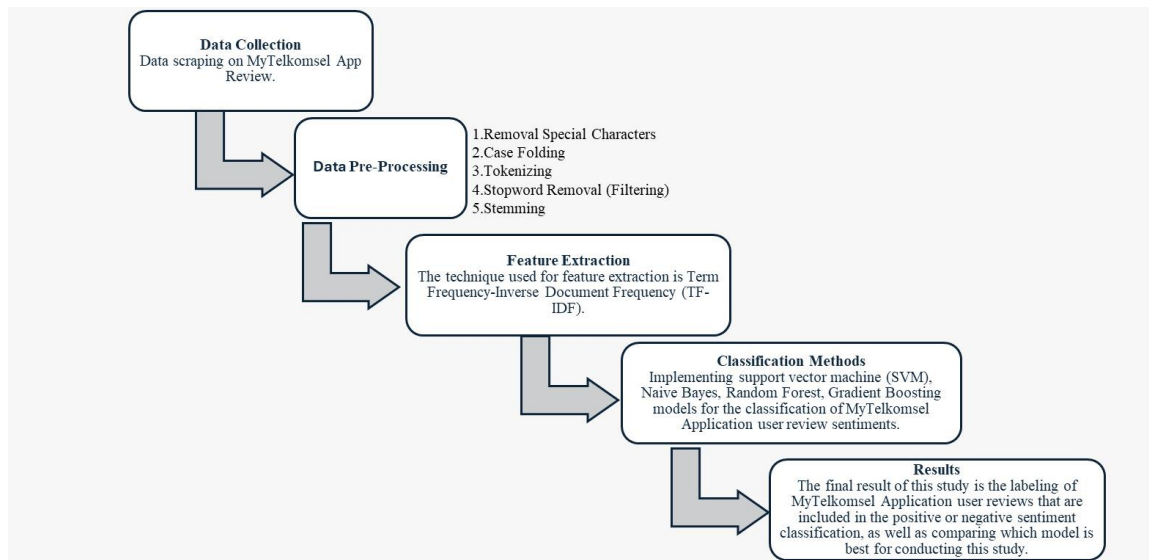 Data Collection
Data scraping on MyTelkomsel App
Review.
Data Pre-Processing
1.Removal Special Characters
2.Case Folding
3.Tokenizing
4.Stopword Removal (Filtering)
5.Stemming
Feature Extraction
The technique used for feature extraction is Term
Frequency-Inverse Document Frequency (TF-
IDF).
Classification Methods
Implementing support vector machine (SVM),
Naive Bayes, Random Forest, Gradient Boosting
models for the classification of MyTelkomsel
Application user review sentiments.
Results
The final result of this study is the labeling of
MyTelkomsel Application user reviews that are
included in the positive or negative sentiment
classification, as well as comparing which model is
best for conducting this study.